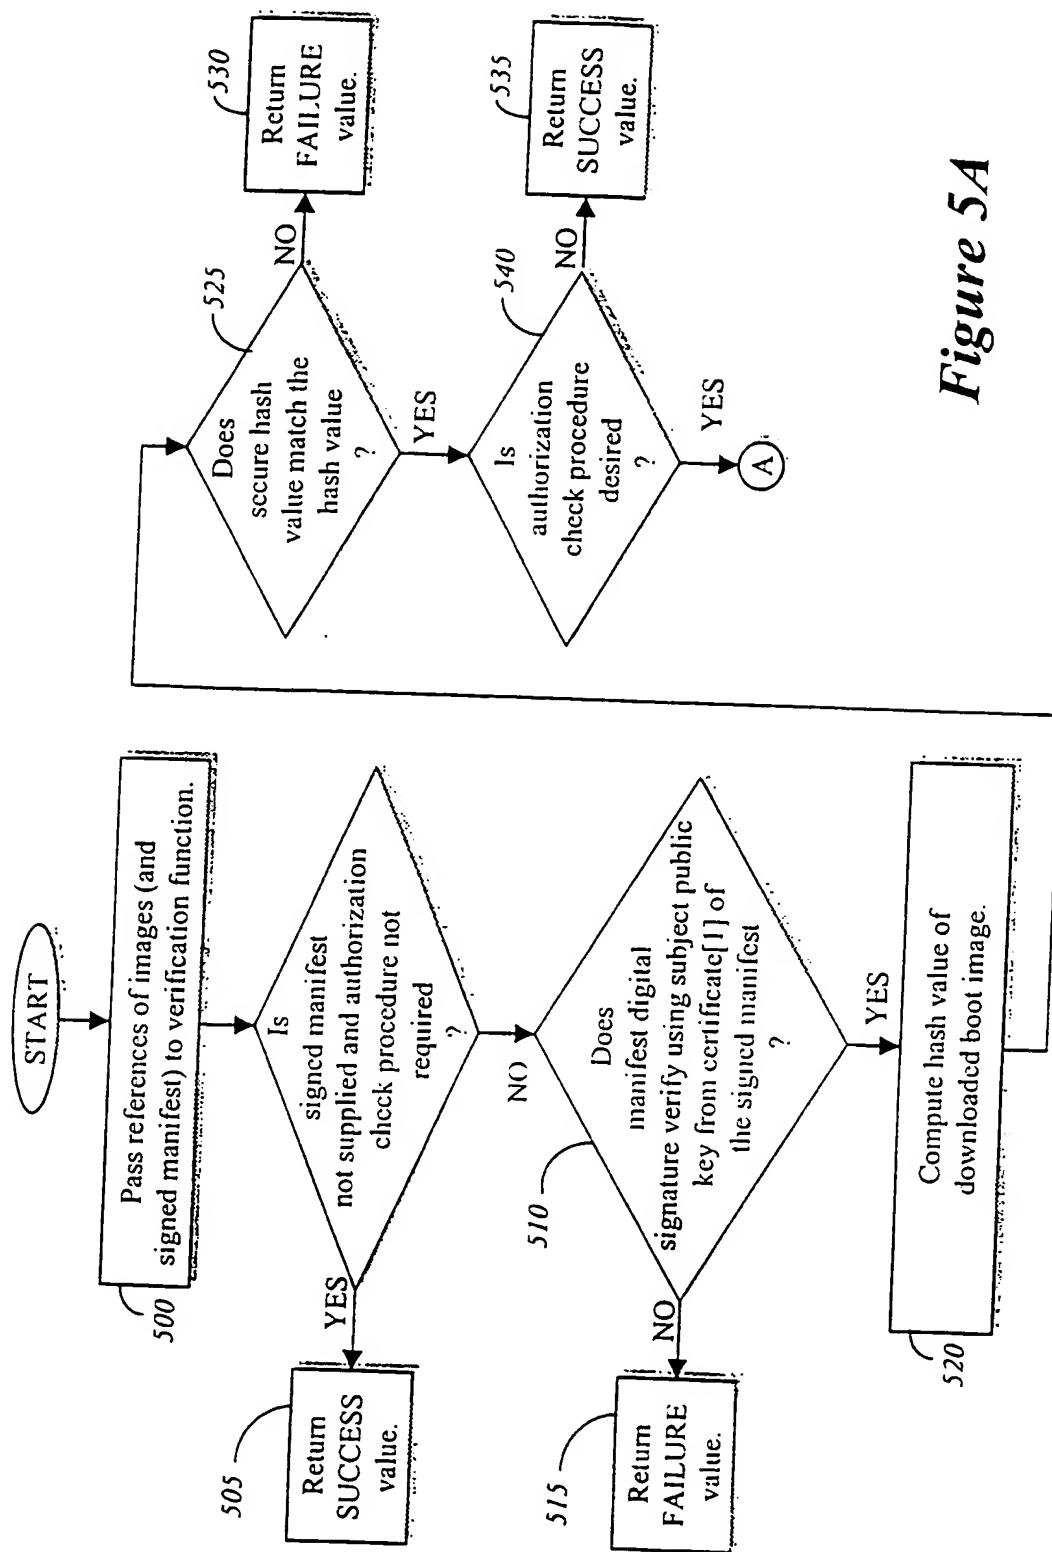 START
Pass references of images (and
signed manifest) to verification function.
500
Is
signed manifest
not supplied and authorization
check procedure not
required
?
YES
505
Return
SUCCESS
value.
NO
Does
manifest digital
signature verify using subject public
key from certificate[1] of
the signed manifest
?
510
NO
515
Return
FAILURE
value.
YES
Compute hash value of
downloaded boot image.
520
Does
secure hash
value match the
hash value
?
525
NO
530
Return
FAILURE
value.
YES
Is
authorization
check procedure
desired
?
540
NO
535
Return
SUCCESS
value.
YES
A
Figure 5A